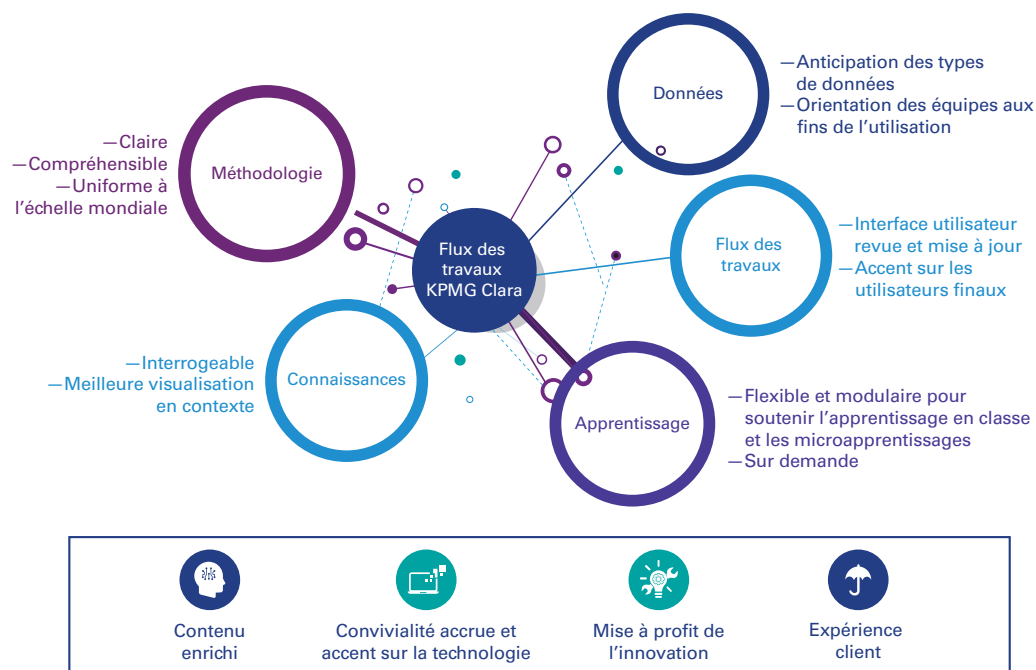 —Claire
—Compréhensible
—Uniforme à
l’échelle mondiale
Méthodologie
Données
—Anticipation des types
de données
—Orientation des équipes aux
fins de l’utilisation
Flux des
travaux
KPMG Clara
Flux des
travaux
—Interface utilisateur
revue et mise à jour
—Accent sur les
utilisateurs finaux
—Interrogeable
—Meilleure visualisation
en contexte
Connaissances
Apprentissage
—Flexible et modulaire pour
soutenir l’apprentissage en classe
et les microapprentissages
—Sur demande
Contenu
enrichi
Convivialité accrue et
accent sur la technologie
Mise à profit de
l’innovation
Expérience
client